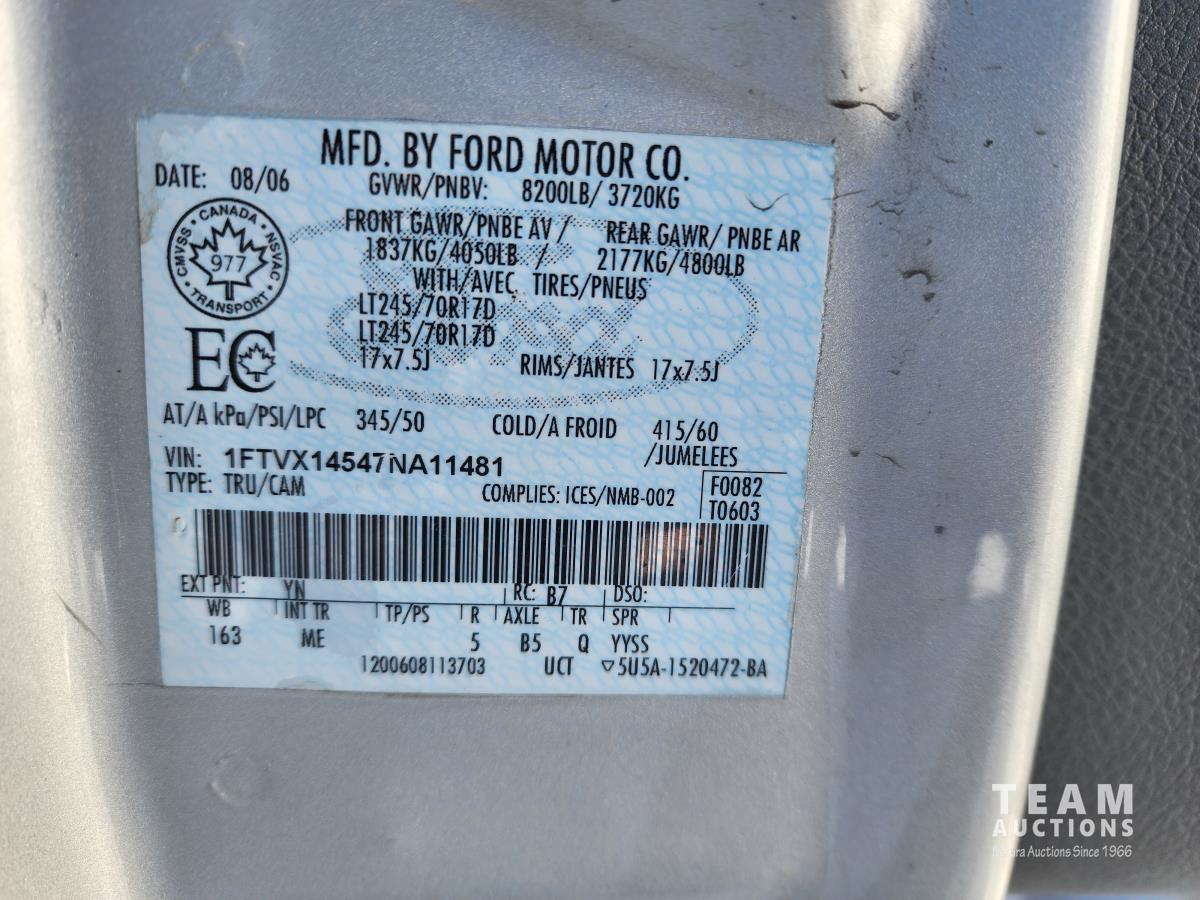 MFD. BY FORD MOTOR CO.
DATE: 08/06
GVWR/PNBV: 8200LB/ 3720KG
FRONT GAWR/PNBE AV / REAR GAWR/ PNBE AR
1837KG/4050LB / 2177KG/4800LB
WITH/AVEC TIRES/PNEUS
CANADA
CMVSS NSVAC
977
TRANSPORT
LT245/70R17D
LT245/70R17D
17x7.5J RIMS/JANTES 17x7.5J
EC
AT/A kPa/PSI/LPC 345/50 COLD/A FROID 415/60
/JUMELEES
VIN: 1FTVX14547NA11481
TYPE: TRU/CAM COMPLIES: ICES/NMB-002
F0082
T0603
EXT PNT: YN RC: B7 DSO:
WB INT TR TP/PS R AXLE TR SPR
163 ME 5 B5 Q YYSS
1200608113703 UCT ▽5U5A-1520472-BA
TEAM
AUCTIONS
Auctions Since 1966